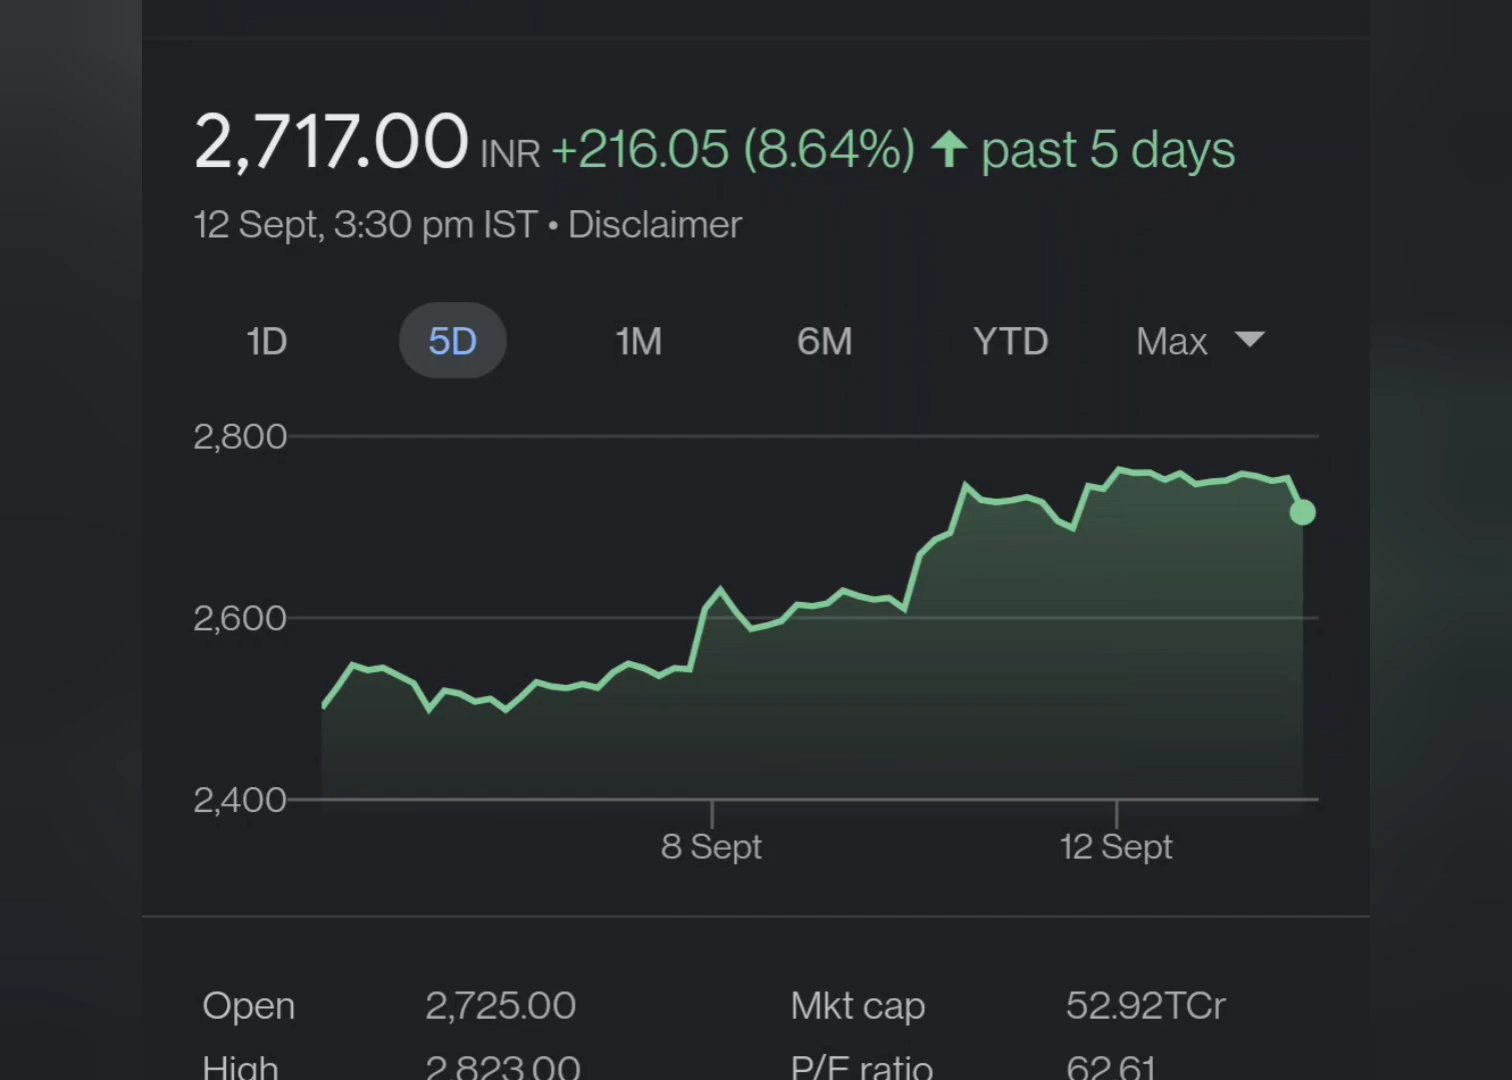 2,717.00 INR +216.05 (8.64%) ↑ past 5 days
12 Sept, 3:30 pm IST • Disclaimer
1D 5D 1M 6M YTD Max
2,800
2,600
2,400
8 Sept 12 Sept
Open 2,725.00 Mkt cap 52.92TCr
High 2,823.00 P/E ratio 62.61